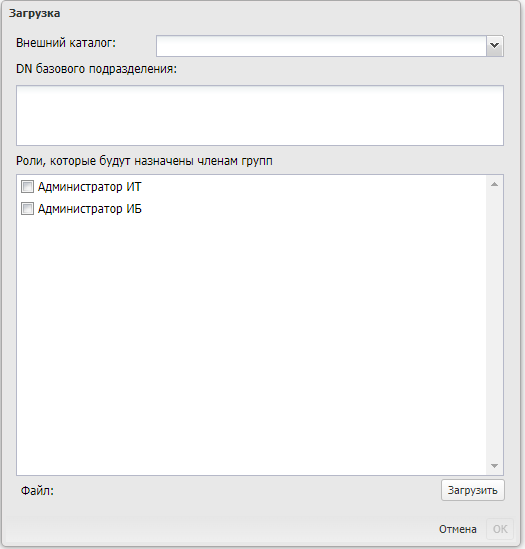 Загрузка
Внешний каталог:
DN базового подразделения:
Роли, которые будут назначены членам групп
Администратор ИТ
Администратор ИБ
Файл:
Загрузить
Отмена
OK